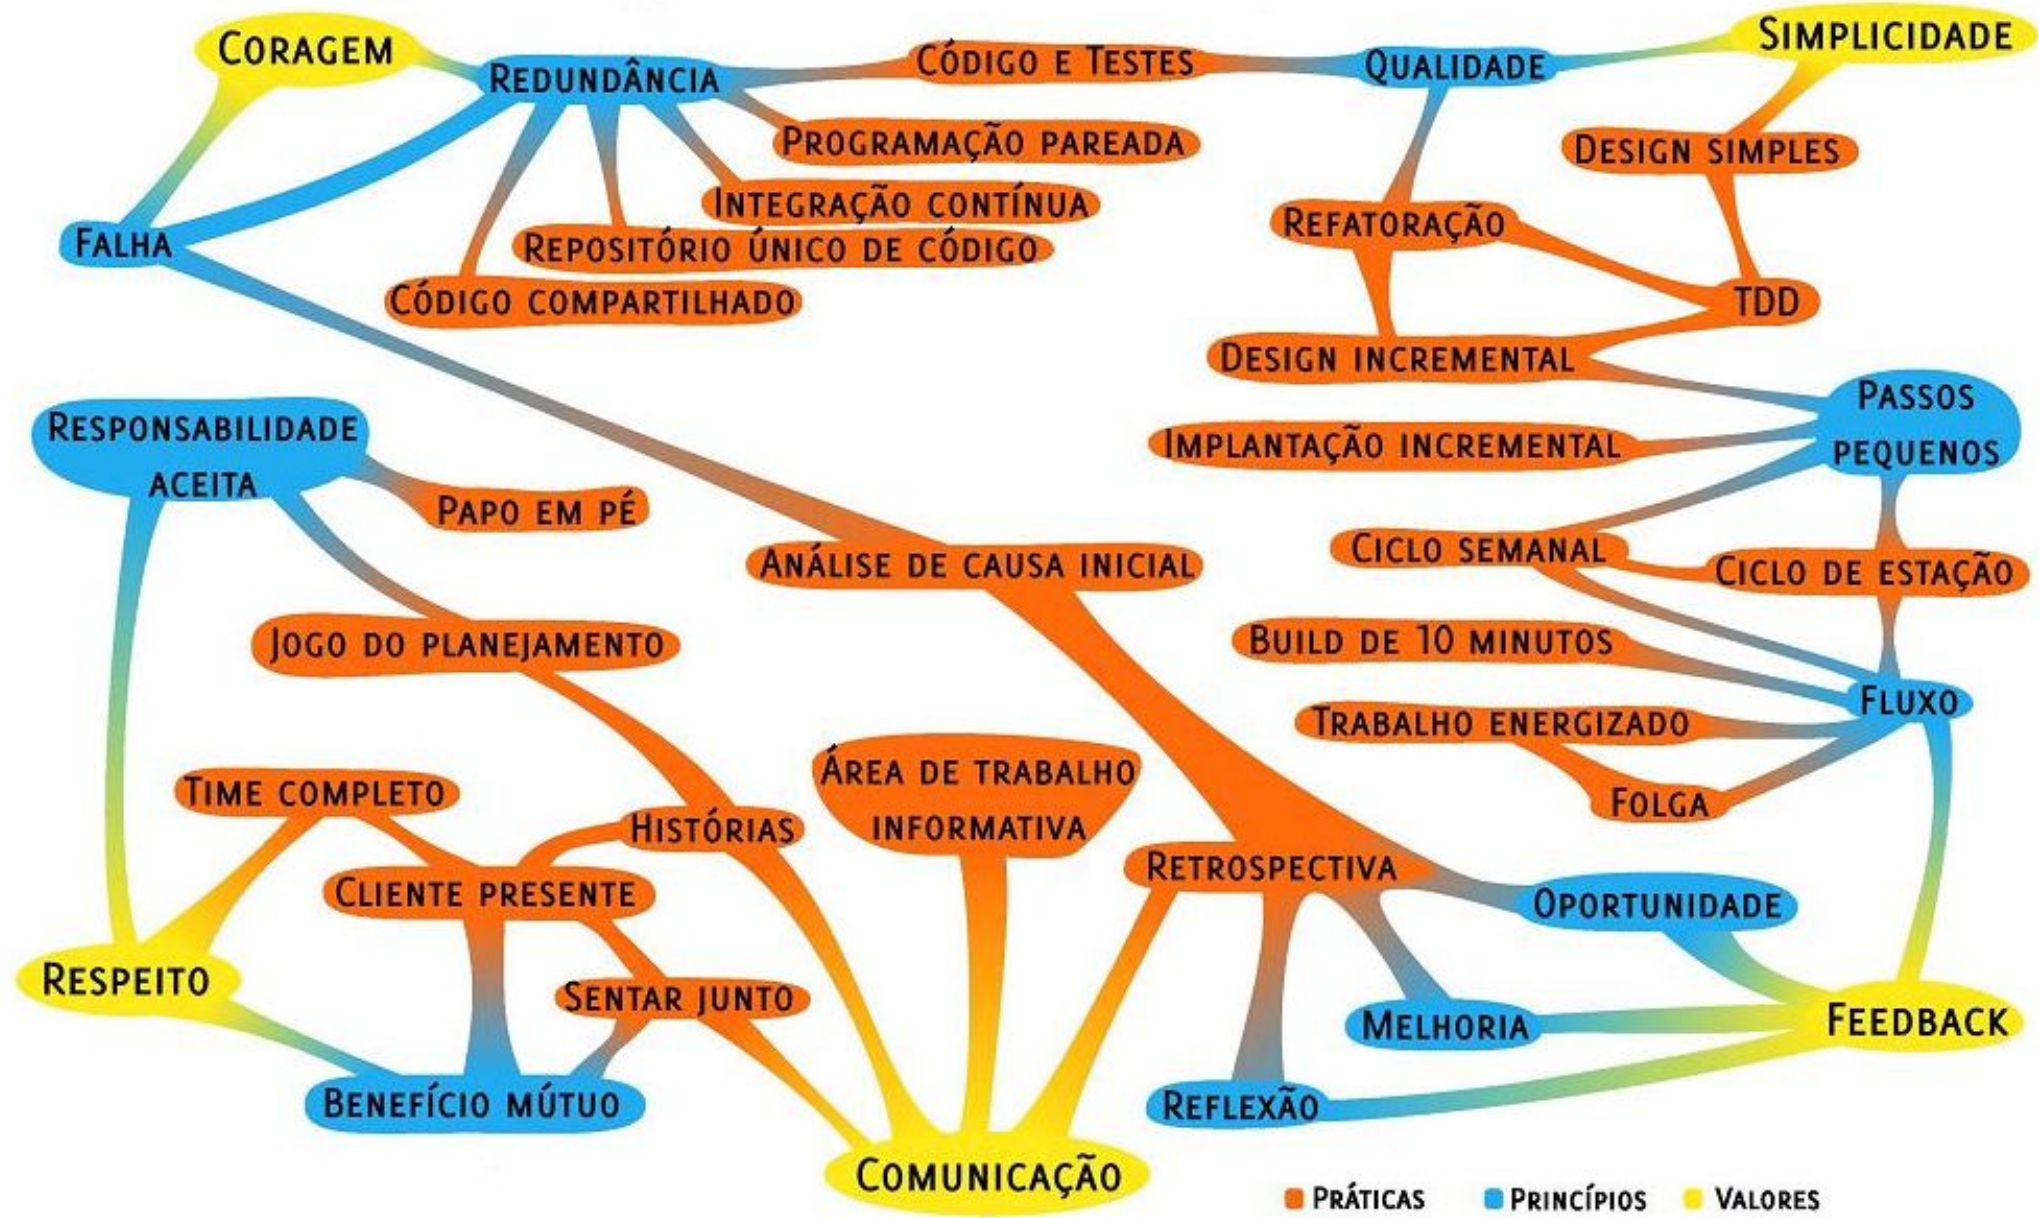 CORAGEM
REDUNDÂNCIA
CÓDIGO E TESTES
QUALIDADE
SIMPLICIDADE
PROGRAMAÇÃO PAREADA
DESIGN SIMPLES
INTEGRAÇÃO CONTÍNUA
REFATORAÇÃO
FALHA
REPOSITÓRIO ÚNICO DE CÓDIGO
CÓDIGO COMPARTILHADO
TDD
DESIGN INCREMENTAL
PASSOS
PEQUENOS
RESPONSABILIDADE
ACEITA
IMPLANTAÇÃO INCREMENTAL
PAPO EM PÉ
ANÁLISE DE CAUSA INICIAL
CICLO SEMANAL
CICLO DE ESTAÇÃO
JOGO DO PLANEJAMENTO
BUILD DE 10 MINUTOS
FLUXO
TRABALHO ENERGIZADO
TIME COMPLETO
ÁREA DE TRABALHO
INFORMATIVA
FOLGA
HISTÓRIAS
RETROSPECTIVA
CLIENTE PRESENTE
OPORTUNIDADE
RESPEITO
SENTAR JUNTO
MELHORIA
FEEDBACK
BENEFÍCIO MÚTUO
REFLEXÃO
COMUNICAÇÃO
PRÁTICAS
PRINCÍPIOS
VALORES